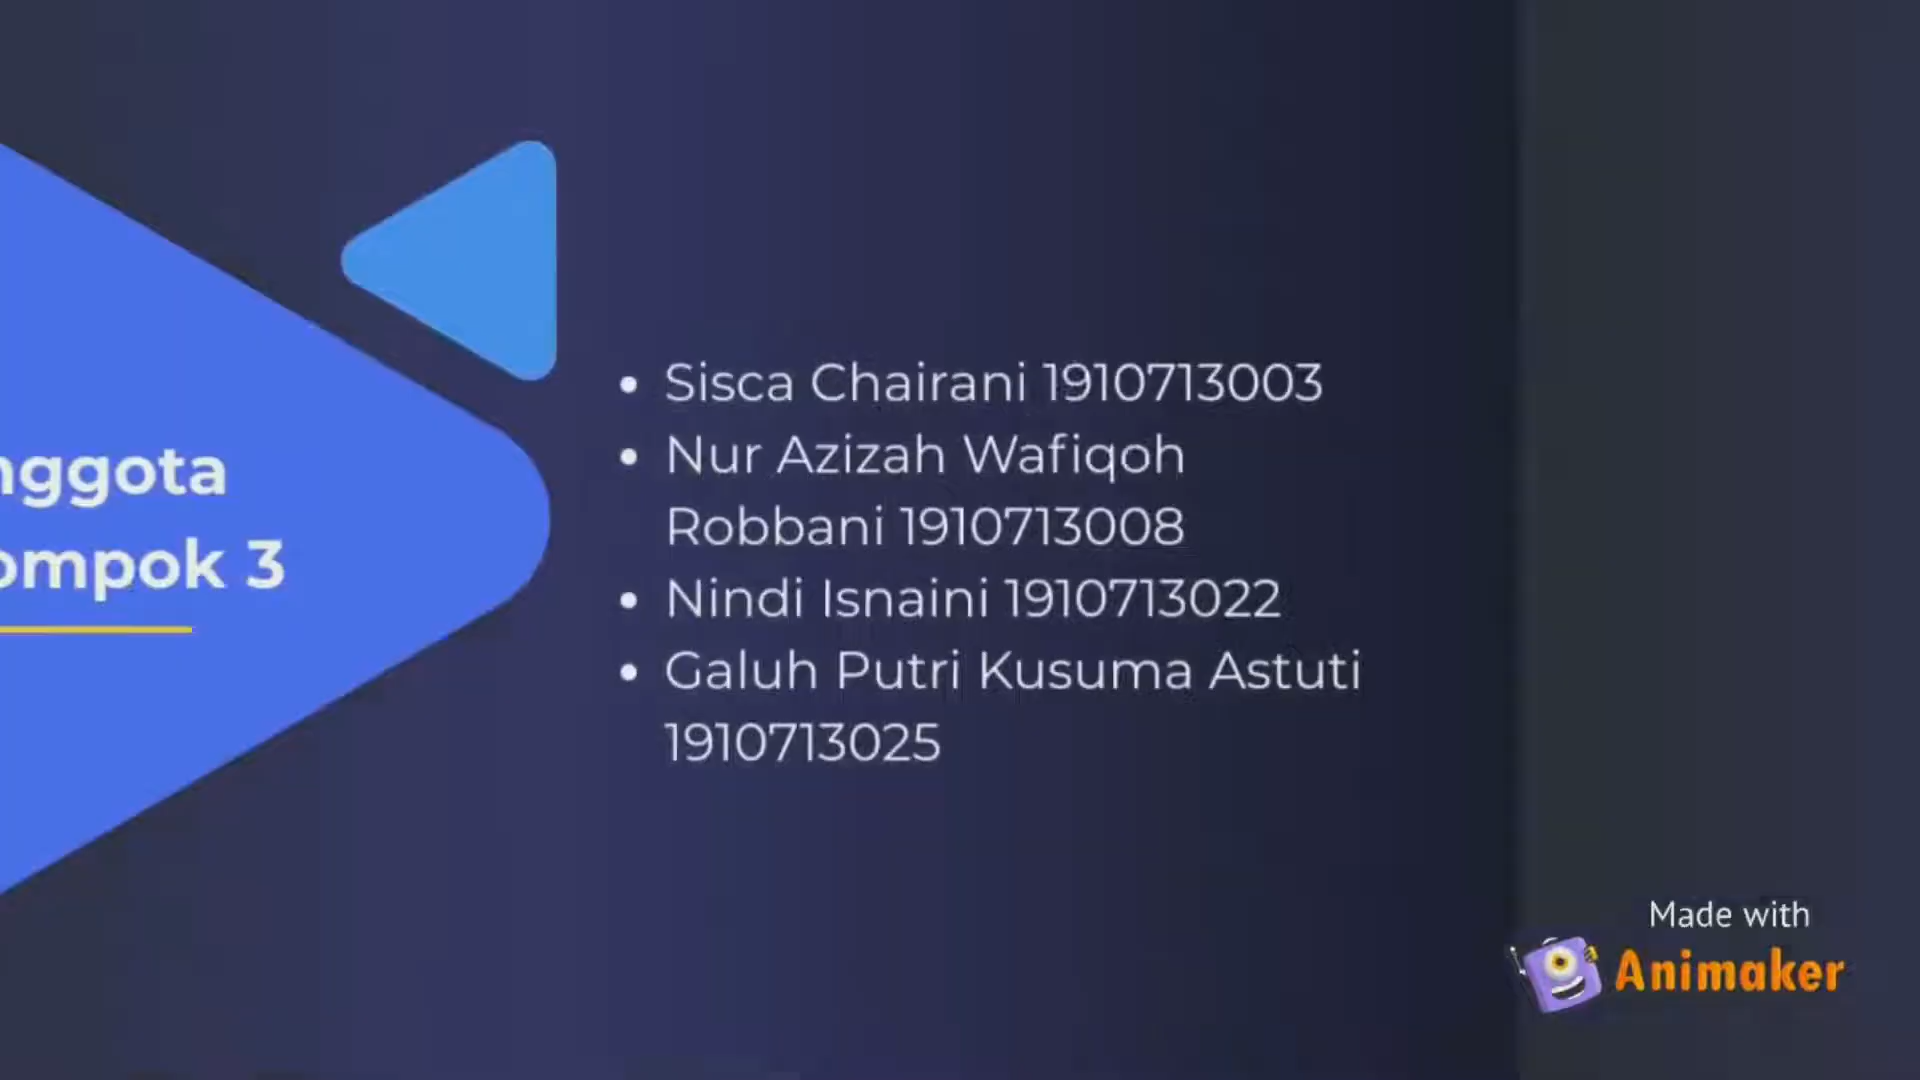 nggota
ompok 3
• Sisca Chairani 1910713003
• Nur Azizah Wafiqoh
Robbani 1910713008
• Nindi Isnaini 1910713022
• Galuh Putri Kusuma Astuti
1910713025
Made with
Animaker